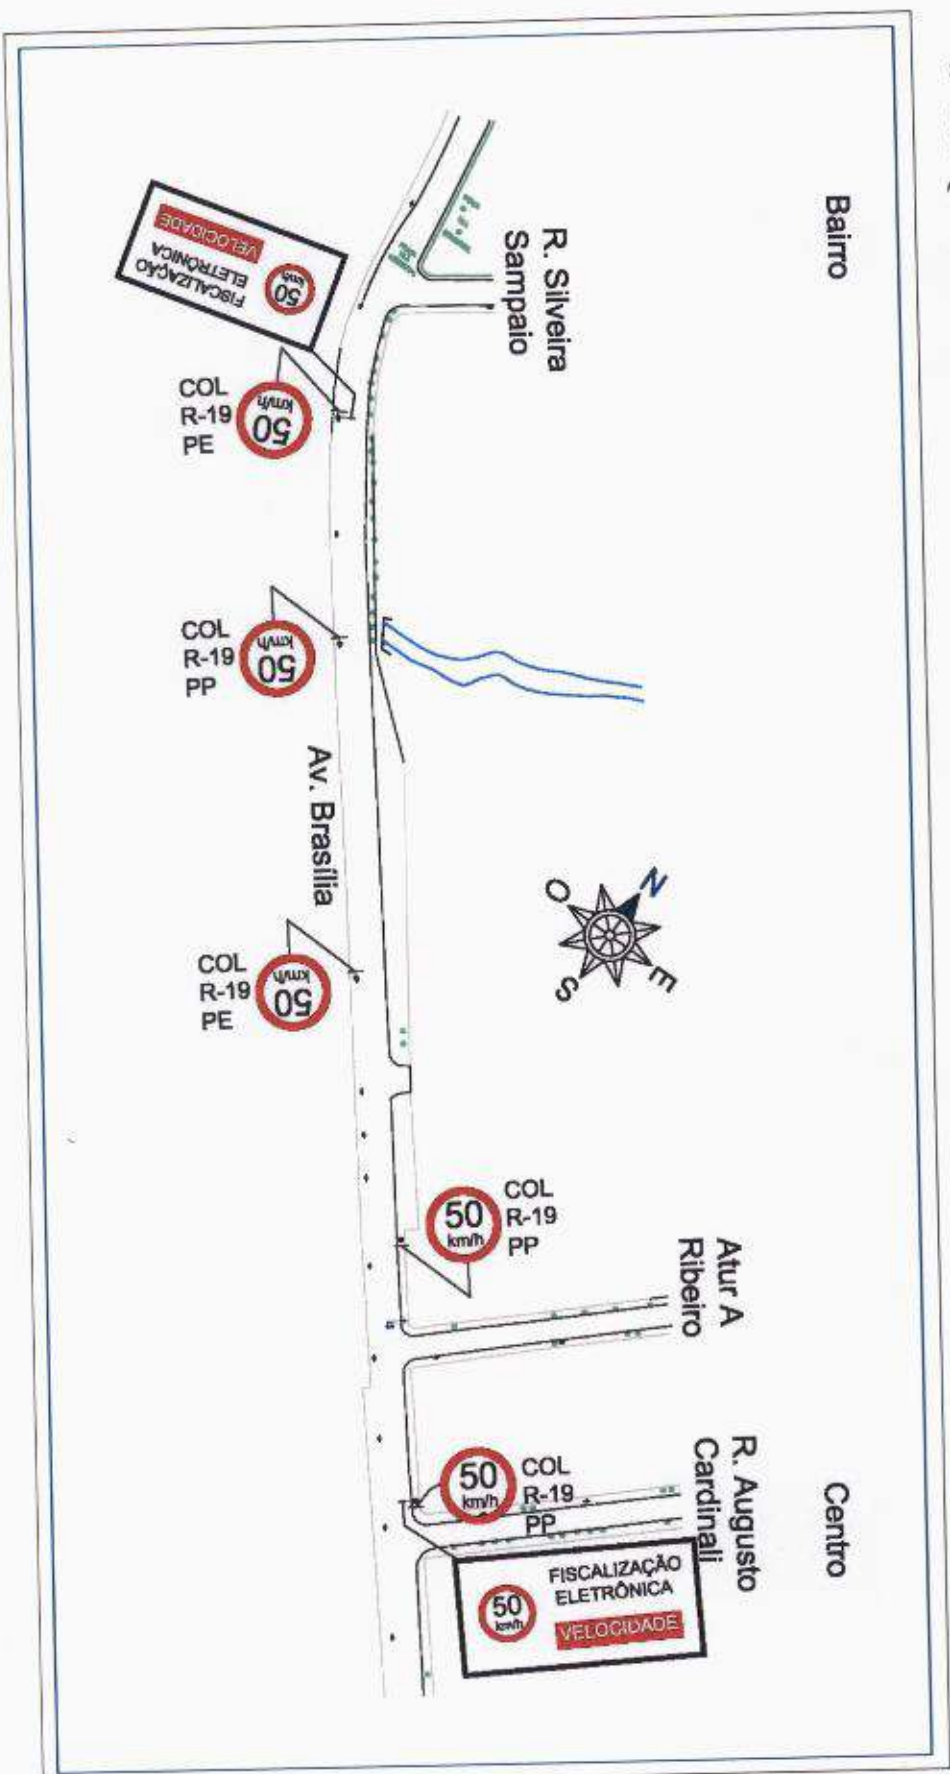 Bairro
R. Silveira
Sampaio
FISCALIZAÇÃO
ELETRÔNICA
VELOCIDADE
50
km/h
50
km/h
COL
R-19
PE
50
km/h
COL
R-19
PP
Av. Brasília
N
O
E
S
50
km/h
COL
R-19
PE
50
km/h
COL
R-19
PP
Atur A
Ribeiro
50
km/h
COL
R-19
PP
R. Augusto
Cardinali
Centro
FISCALIZAÇÃO
ELETRÔNICA
50
km/h
VELOCIDADE